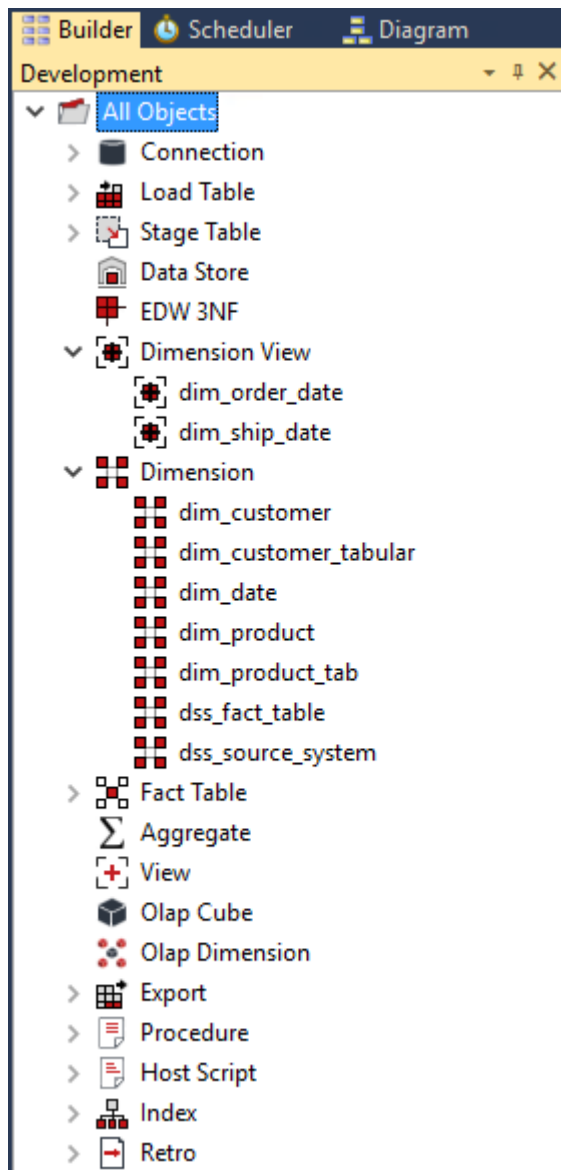 Builder Scheduler Diagram
Development
All Objects
Connection
Load Table
Stage Table
Data Store
EDW 3NF
Dimension View
dim_order_date
dim_ship_date
Dimension
dim_customer
dim_customer_tabular
dim_date
dim_product
dim_product_tab
dss_fact_table
dss_source_system
Fact Table
Aggregate
View
Olap Cube
Olap Dimension
Export
Procedure
Host Script
Index
Retro